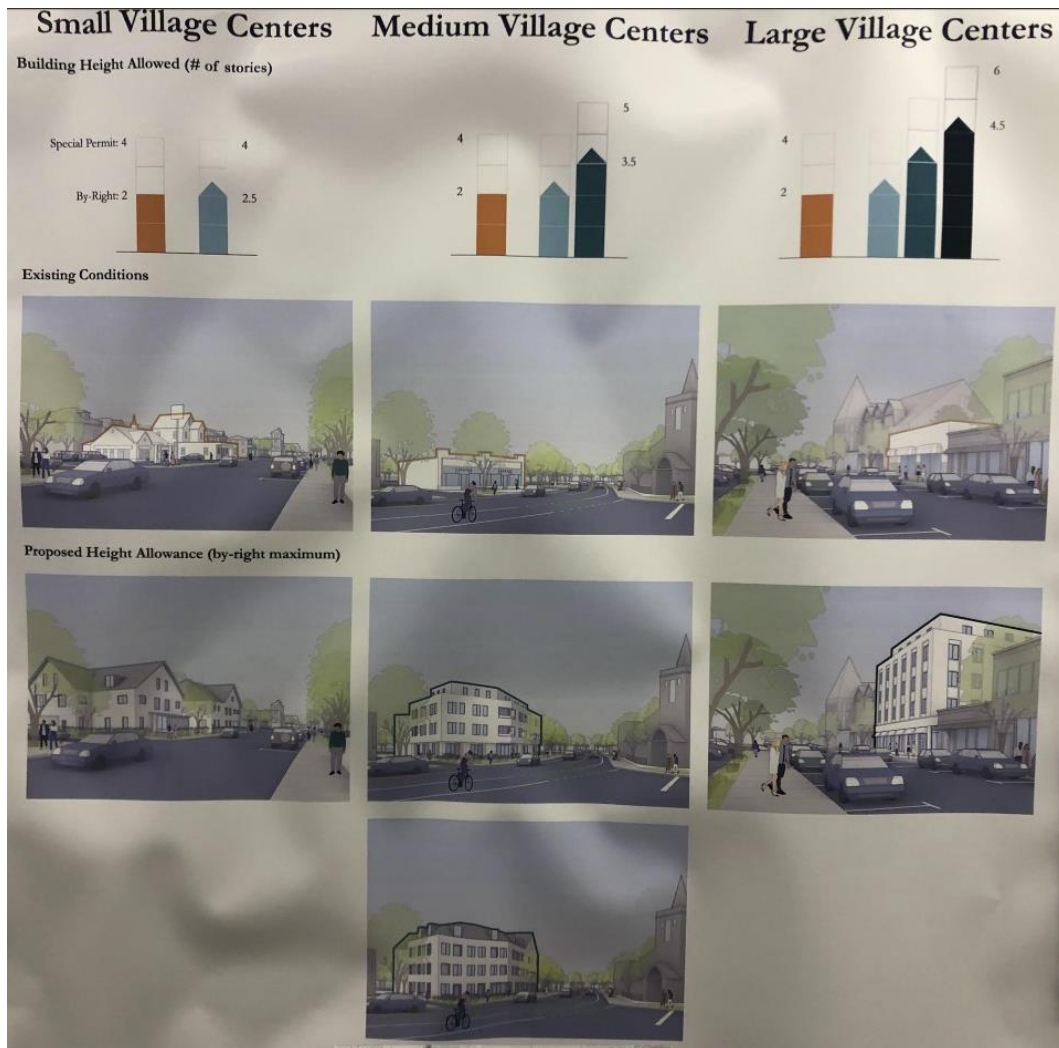 Small Village Centers
Medium Village Centers
Large Village Centers
Building Height Allowed (# of stories)
Special Permit: 4
4
By-Right: 2
2.5
4
5
2
3.5
4
6
2
4.5
Existing Conditions
Proposed Height Allowance (by-right maximum)